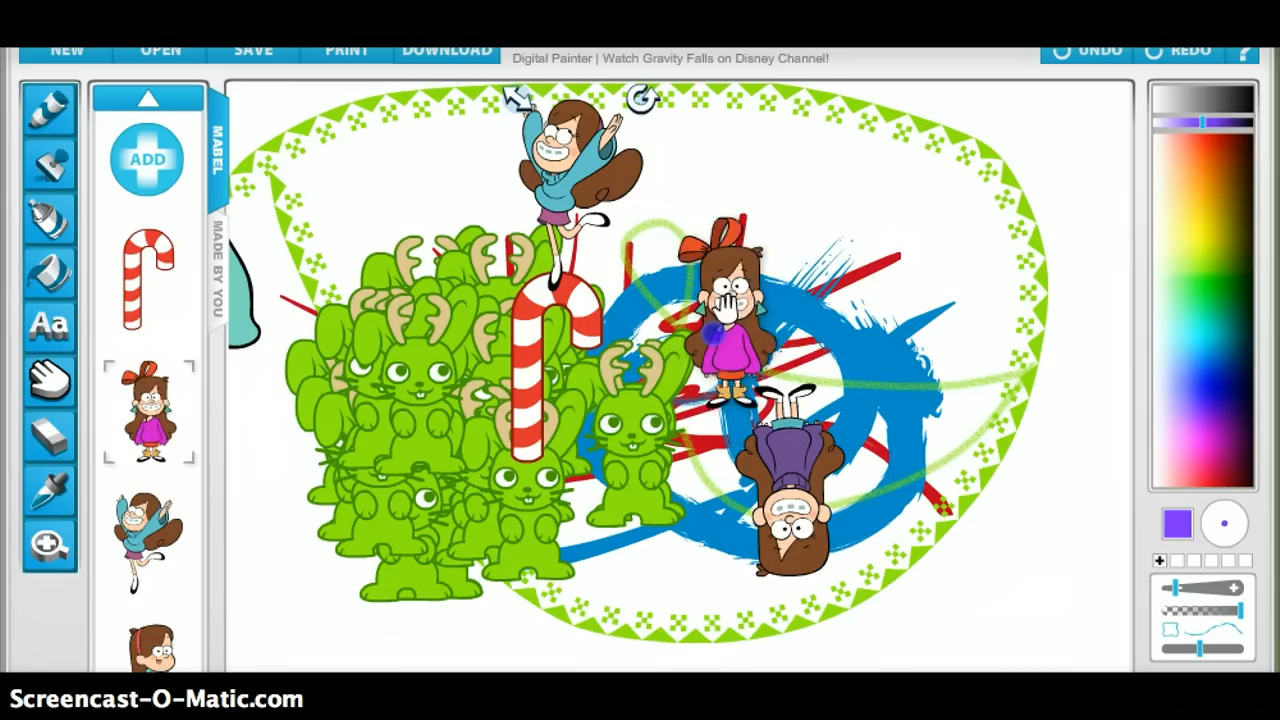 NEW OPEN SAVE PRINT DOWNLOAD
Digital Painter | Watch Gravity Falls on Disney Channel!
UNDO REDO ?
ADD
MABEL
MADE BY YOU
Aa
Screencast-O-Matic.com